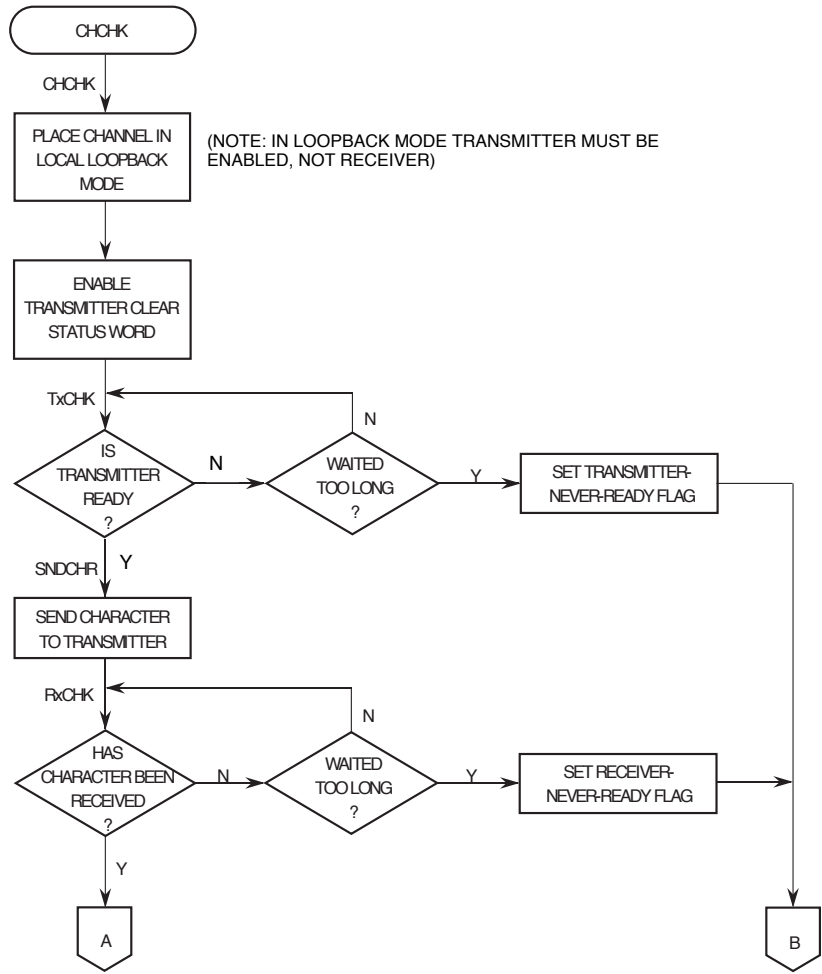 CHCHK
CHCHK
PLACE CHANNEL IN
LOCAL LOOPBACK
MODE
(NOTE: IN LOOPBACK MODE TRANSMITTER MUST BE
ENABLED, NOT RECEIVER)
ENABLE
TRANSMITTER CLEAR
STATUS WORD
TxCHK
N
IS
TRANSMITTER
READY
?
N
WAITED
TOO LONG
?
Y
SET TRANSMITTER-
NEVER-READY FLAG
SNDCHR
Y
SEND CHARACTER
TO TRANSMITTER
RxCHK
N
HAS
CHARACTER BEEN
RECEIVED
?
N
WAITED
TOO LONG
?
Y
SET RECEIVER-
NEVER-READY FLAG
Y
A
B